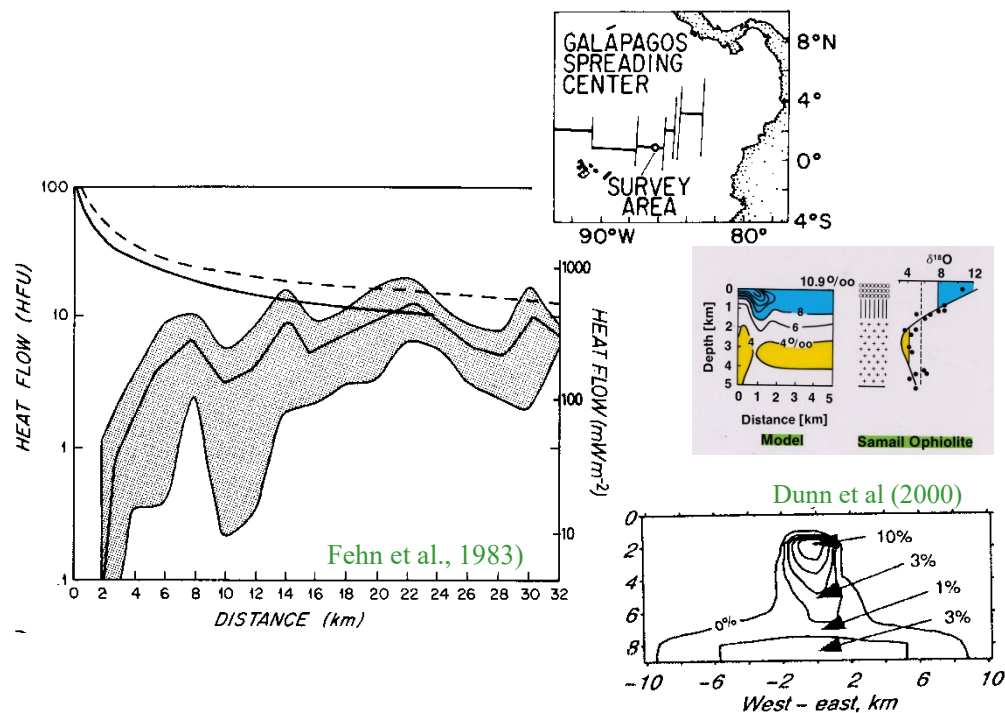 GALÁPAGOS
SPREADING
CENTER
8°N
4°
0°
4°S
SURVEY
AREA
90°W
80°
HEAT FLOW (HFU)
100
10
1
.1
0 2 4 6 8 10 12 14 16 18 20 22 24 26 28 30 32
DISTANCE (km)
1000
100
10
HEAT FLOW (mW/m⁻²)
Fehn et al., 1983)
δ¹⁸O
4 8 12
10.9 o/oo
8
6
4
4 o/oo
Depth [km]
0
1
2
3
4
5
0 1 2 3 4 5
Distance [km]
Model
Samail Ophiolite
Dunn et al (2000)
0
2
4
6
8
10%
3%
1%
3%
0%
-10 -6 -2 2 6 10
West - east, km